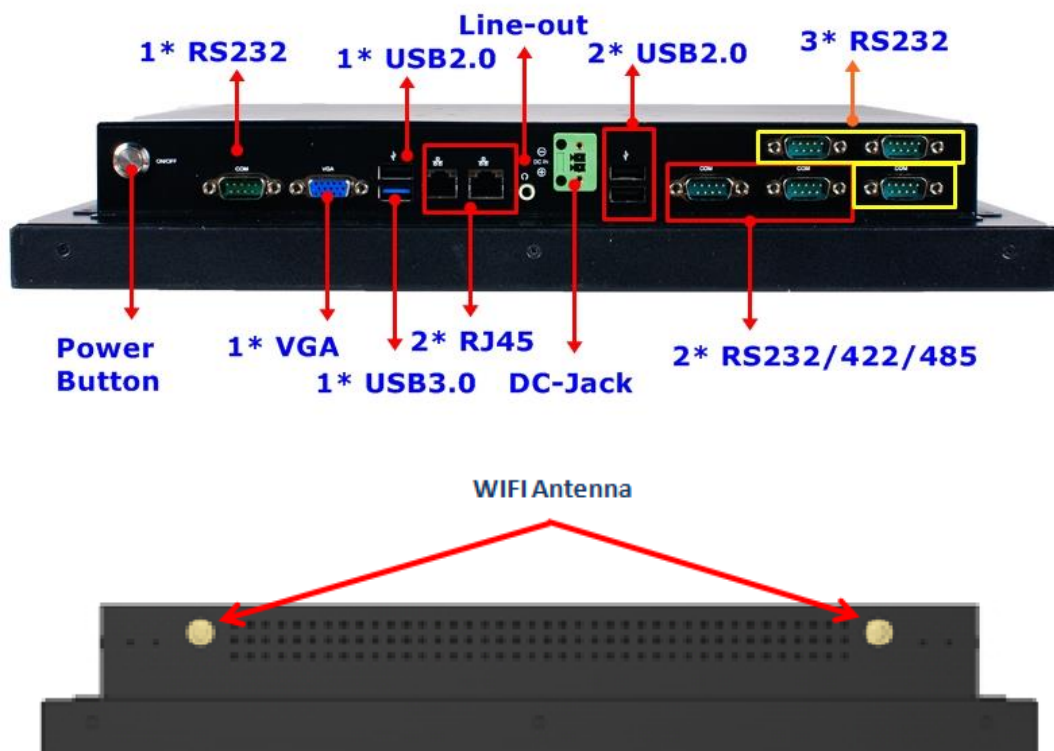 Line-out
1* RS232
1* USB2.0
2* USB2.0
3* RS232
ON/OFF
COM
VGA
DC IN
COM
COM
COM
Power
Button
1* VGA
1* USB3.0
2* RJ45
DC-Jack
2* RS232/422/485
WIFI Antenna